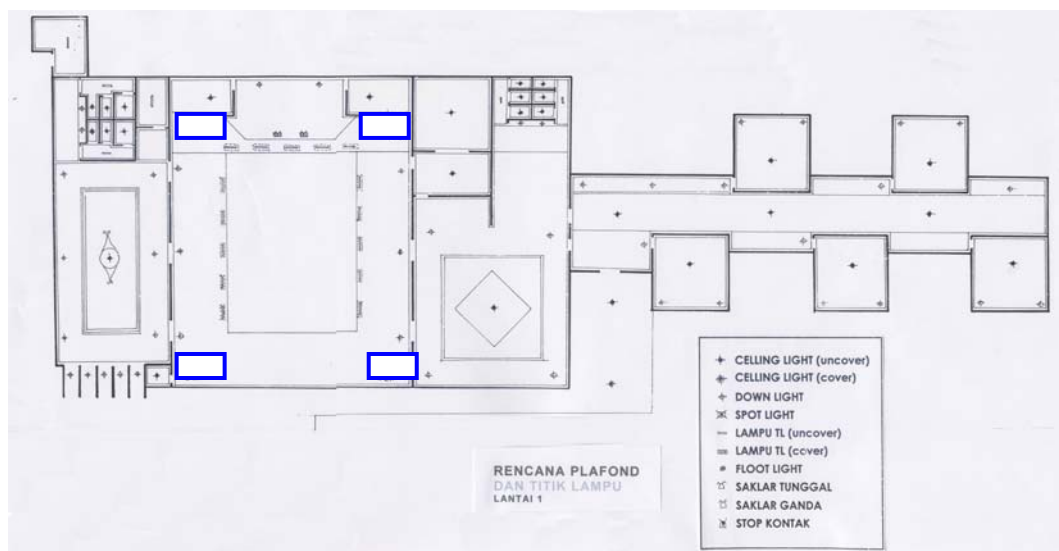 RENCANA PLAFOND
DAN TITIK LAMPU
LANTAI 1
CELLING LIGHT (uncover)
CELLING LIGHT (cover)
DOWN LIGHT
SPOT LIGHT
LAMPU TL (uncover)
LAMPU TL (cover)
FLOOT LIGHT
SAKLAR TUNGGAL
SAKLAR GANDA
STOP KONTAK